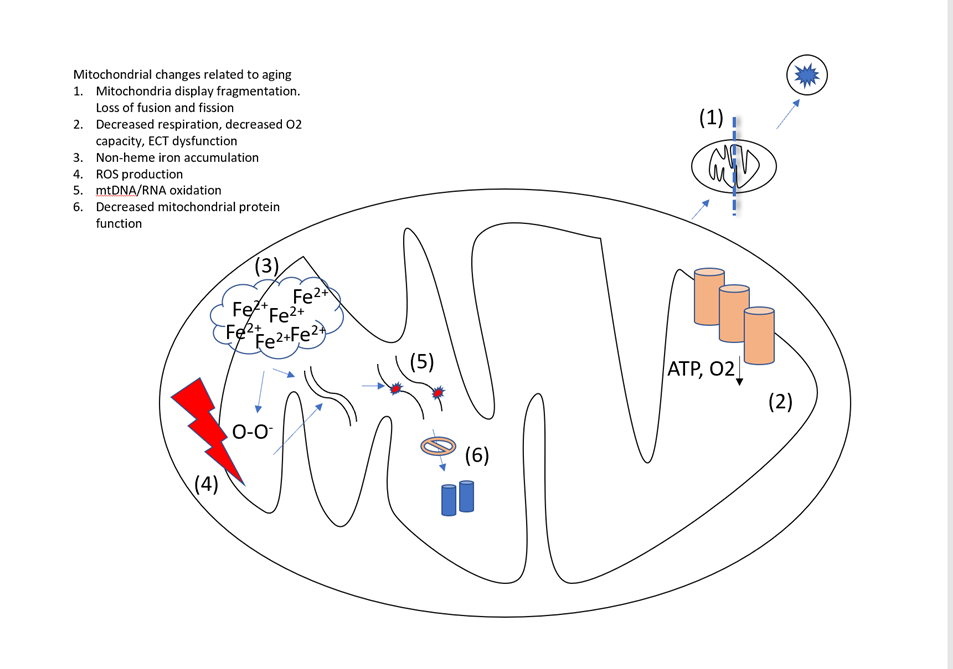 Mitochondrial changes related to aging
1. Mitochondria display fragmentation.
Loss of fusion and fission
2. Decreased respiration, decreased O2
capacity, ECT dysfunction
3. Non-heme iron accumulation
4. ROS production
5. mtDNA/RNA oxidation
6. Decreased mitochondrial protein
function
(1)
(3)
Fe2+
Fe2+ Fe2+
Fe2+ Fe2+ Fe2+
(5)
ATP, O2
(2)
O-O-
(6)
(4)